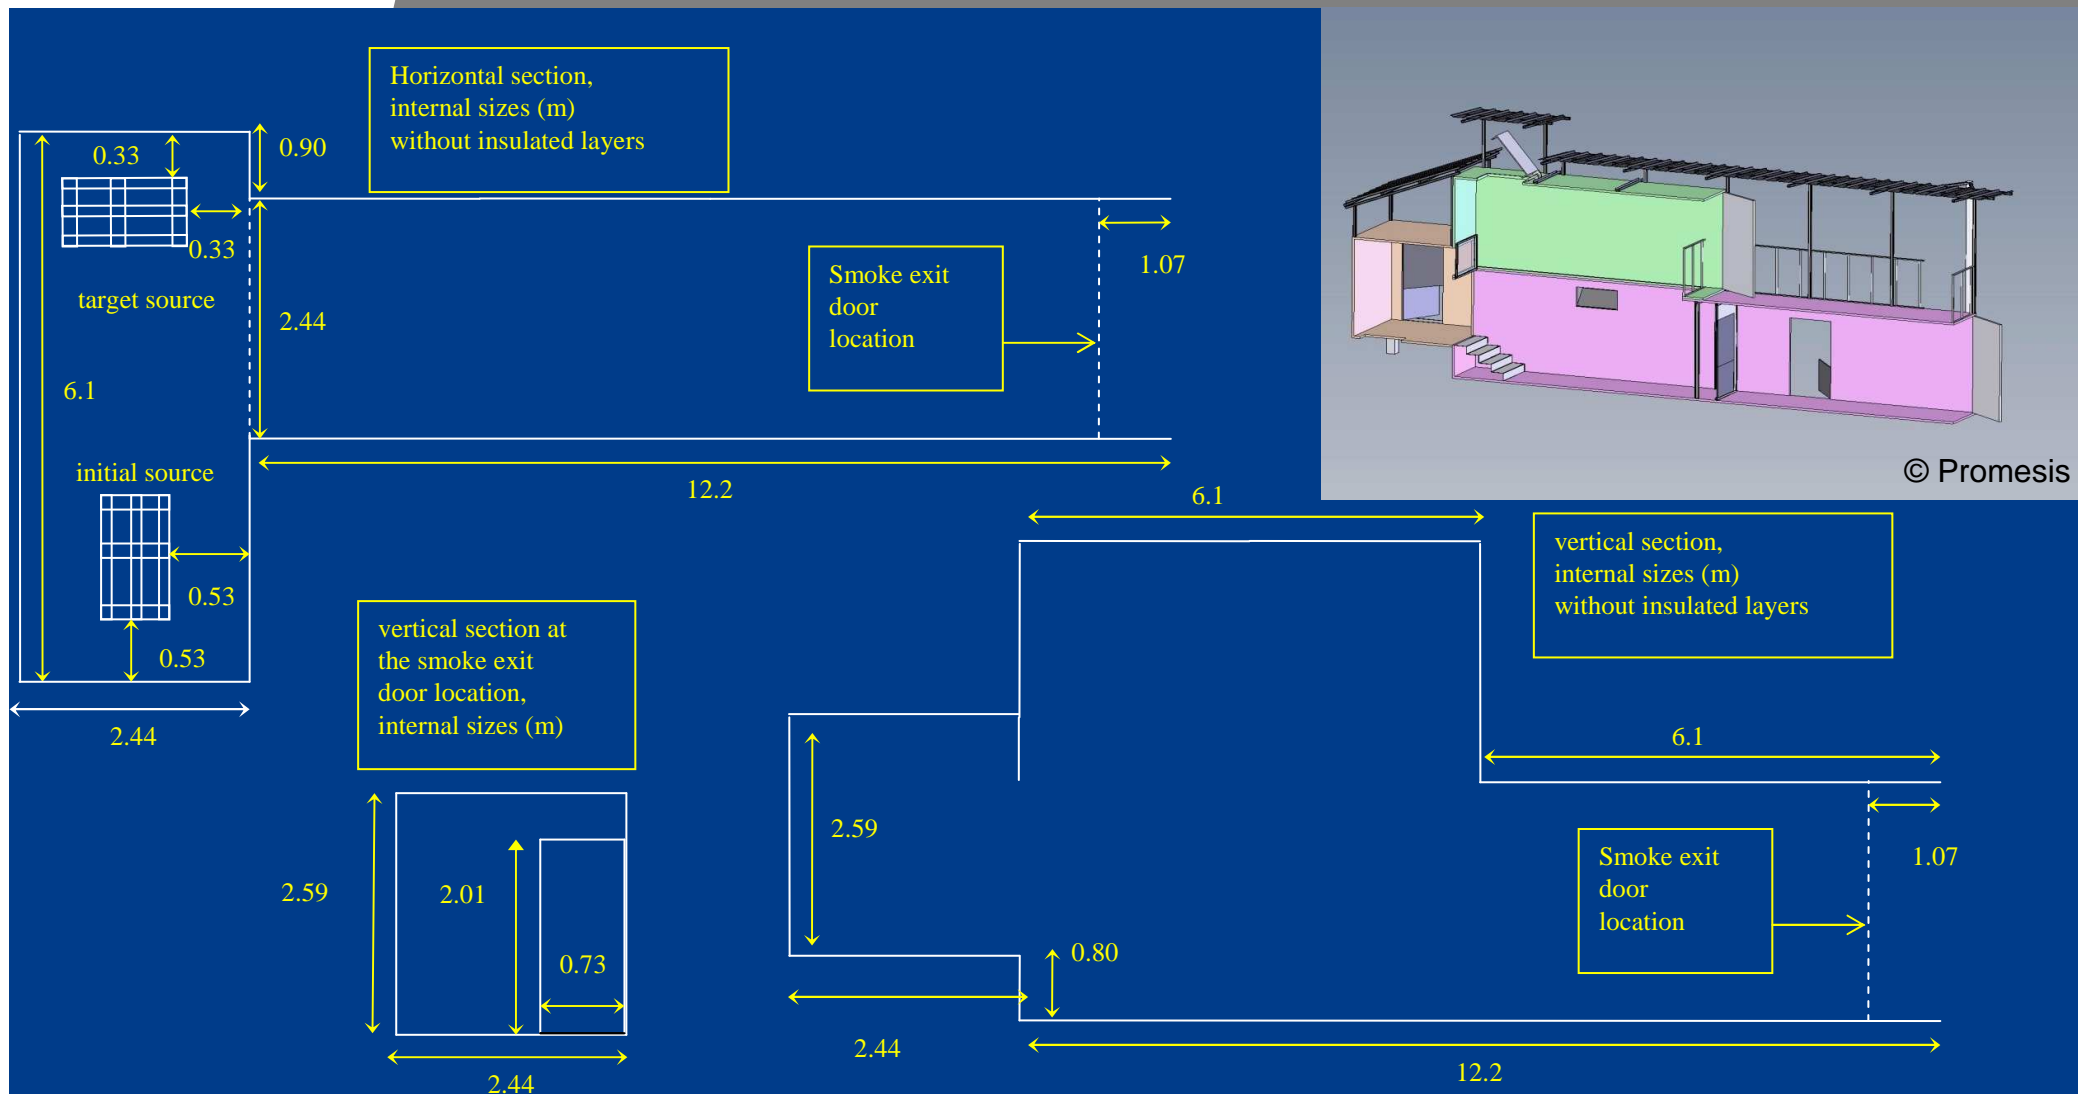 Horizontal section,
internal sizes (m)
without insulated layers
0.33
0.90
0.33
target source
2.44
6.1
Smoke exit
door
location
1.07
initial source
12.2
0.53
0.53
2.44
© Promesis
6.1
vertical section,
internal sizes (m)
without insulated layers
vertical section at
the smoke exit
door location,
internal sizes (m)
2.59
2.01
0.73
2.44
2.59
0.80
2.44
6.1
Smoke exit
door
location
1.07
12.2